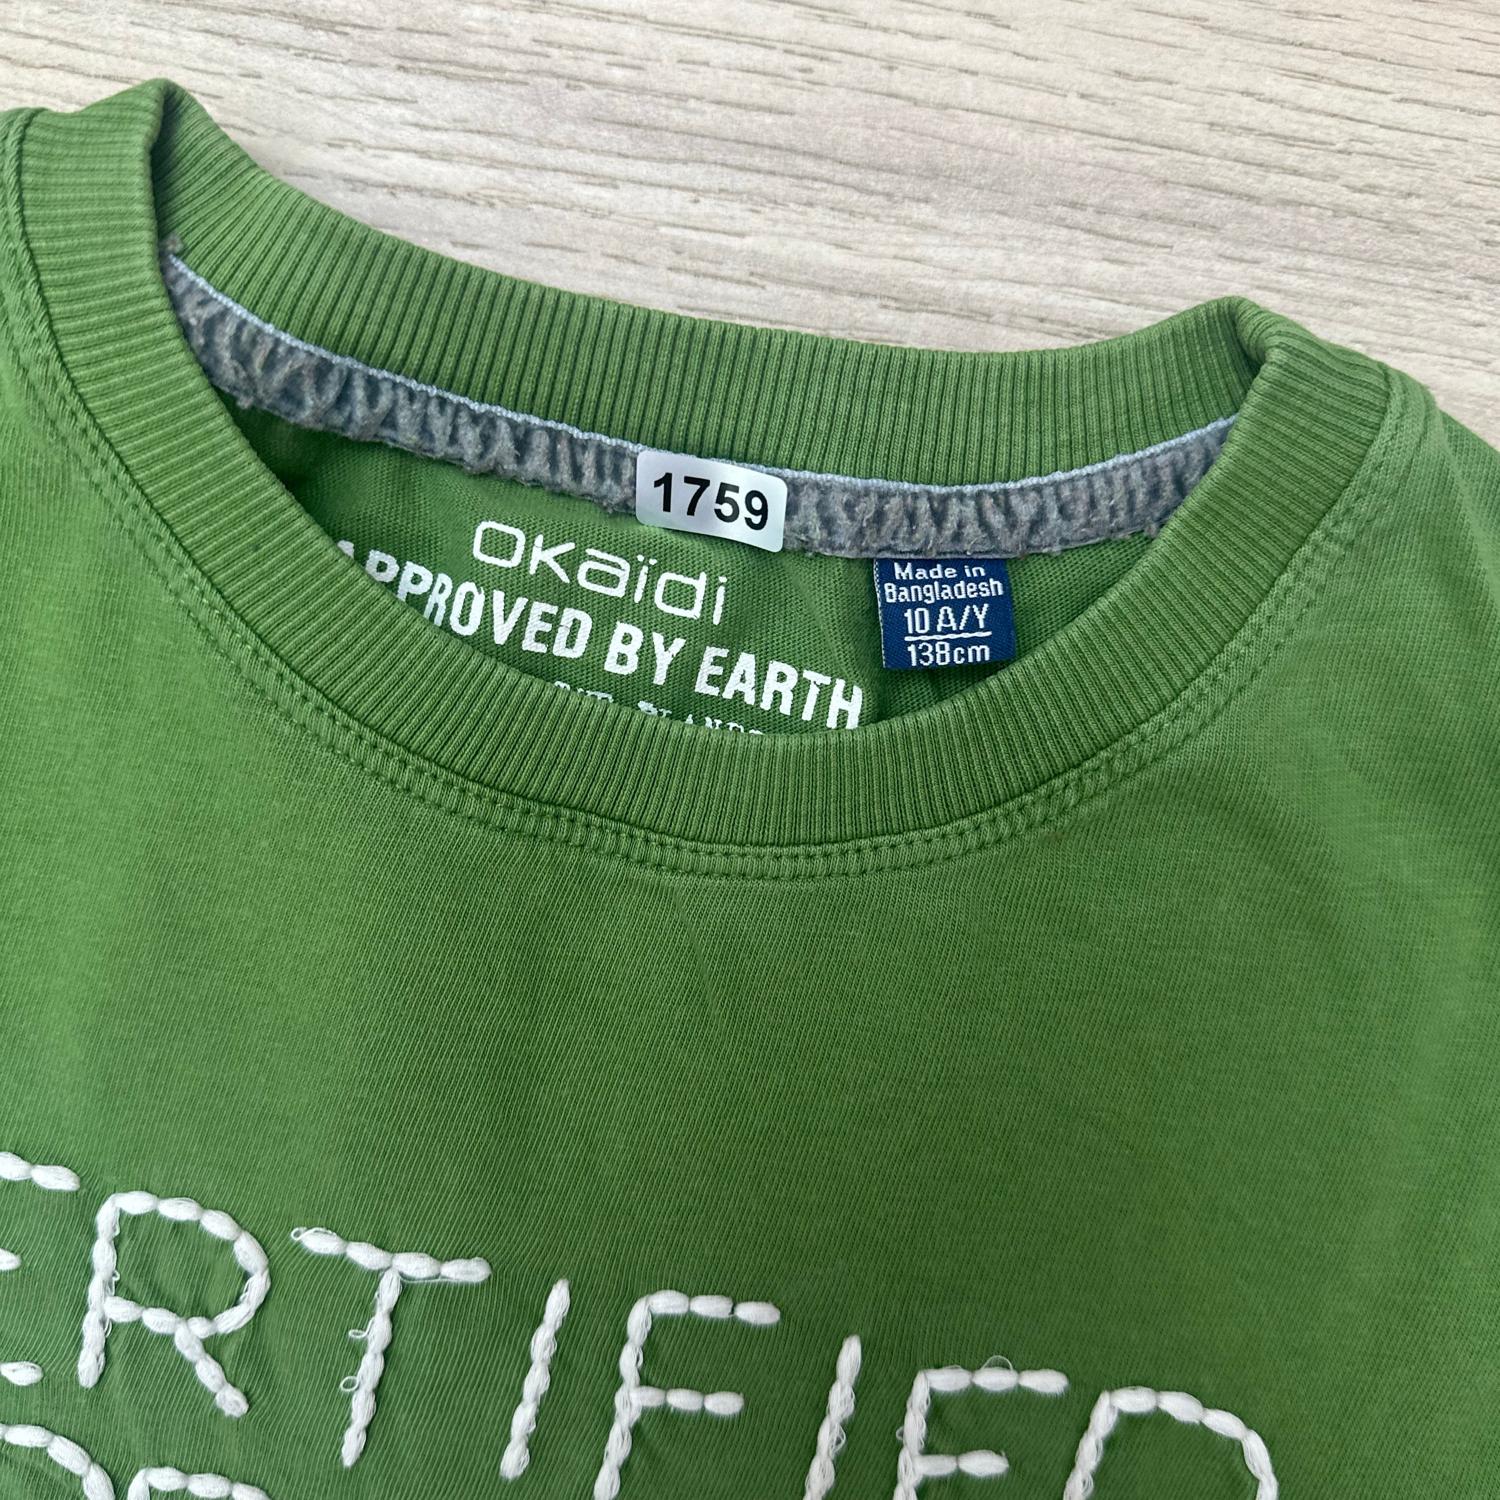 1759
OKAÏDI
APPROVED BY EARTH
Made in
Bangladesh
10 A/Y
138cm
ERTIFIED